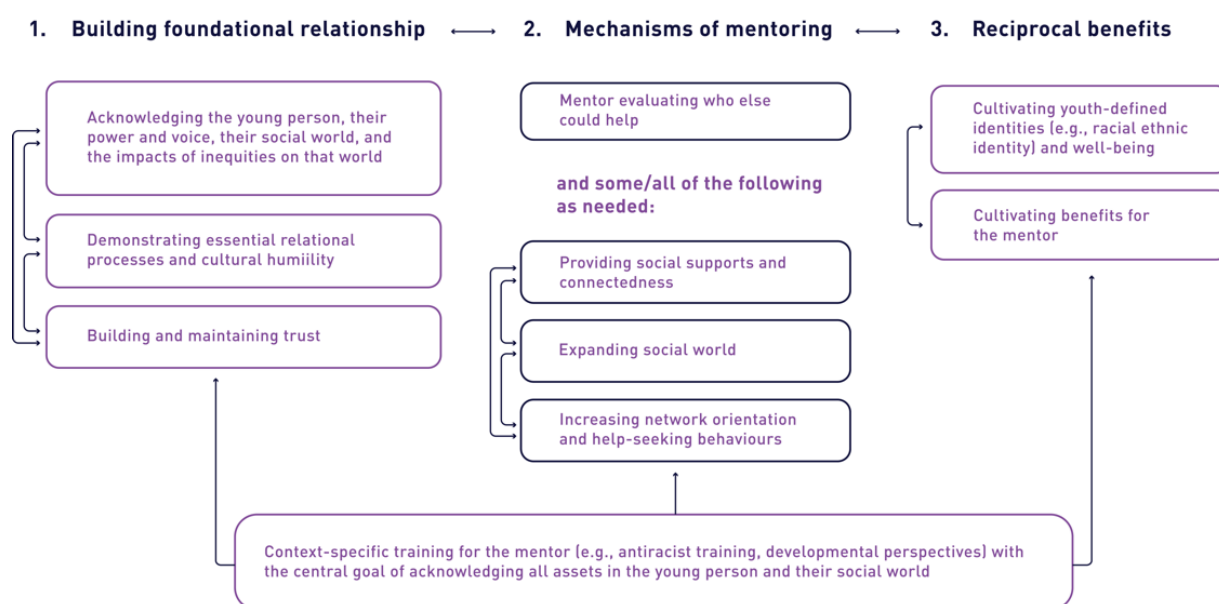 1. Building foundational relationship
2. Mechanisms of mentoring
3. Reciprocal benefits
Acknowledging the young person, their
power and voice, their social world, and
the impacts of inequities on that world
Demonstrating essential relational
processes and cultural humiility
Building and maintaining trust
Mentor evaluating who else
could help
and some/all of the following
as needed:
Providing social supports and
connectedness
Expanding social world
Increasing network orientation
and help-seeking behaviours
Cultivating youth-defined
identities (e.g., racial ethnic
identity) and well-being
Cultivating benefits for
the mentor
Context-specific training for the mentor (e.g., antiracist training, developmental perspectives) with
the central goal of acknowledging all assets in the young person and their social world